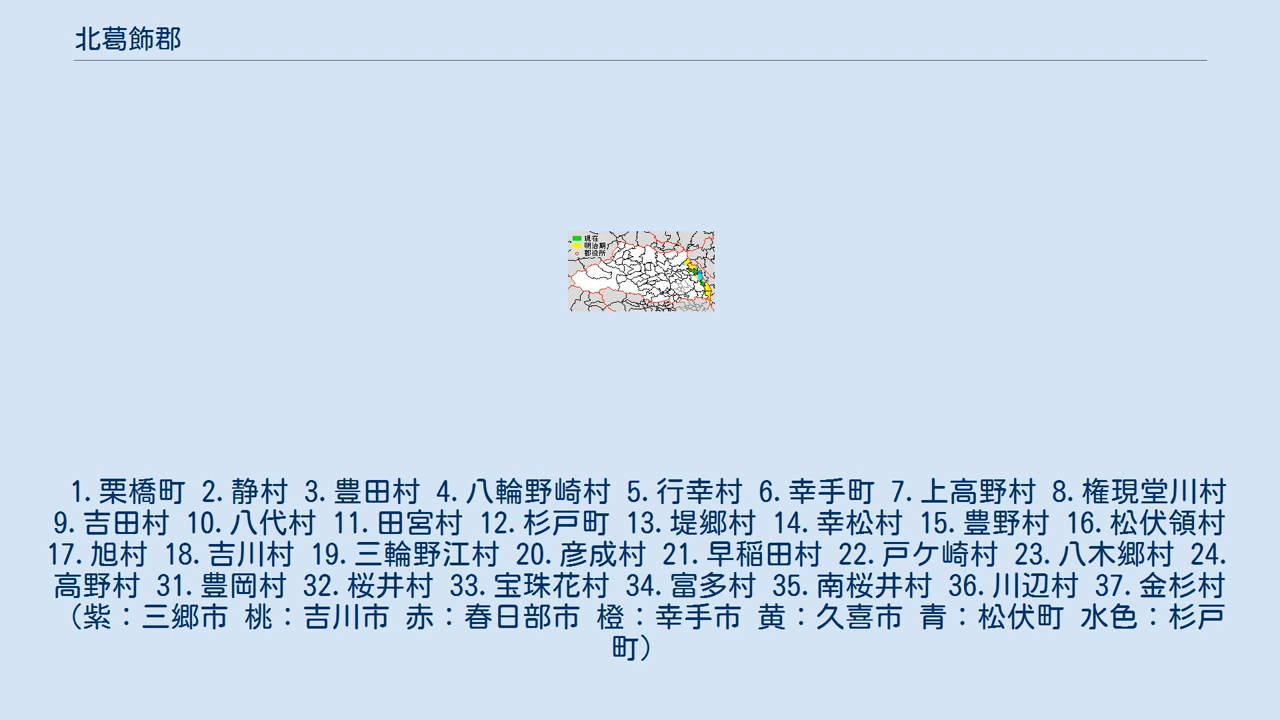 北葛飾郡
現在
明治期
郡役所
1.栗橋町 2.静村 3.豊田村 4.八輪野崎村 5.行幸村 6.幸手町 7.上高野村 8.権現堂川村
9.吉田村 10.八代村 11.田宮村 12.杉戸町 13.堤郷村 14.幸松村 15.豊野村 16.松伏領村
17.旭村 18.吉川村 19.三輪野江村 20.彦成村 21.早稲田村 22.戸ケ崎村 23.八木郷村 24.
高野村 31.豊岡村 32.桜井村 33.宝珠花村 34.富多村 35.南桜井村 36.川辺村 37.金杉村
（紫：三郷市 桃：吉川市 赤：春日部市 橙：幸手市 黄：久喜市 青：松伏町 水色：杉戸
町）